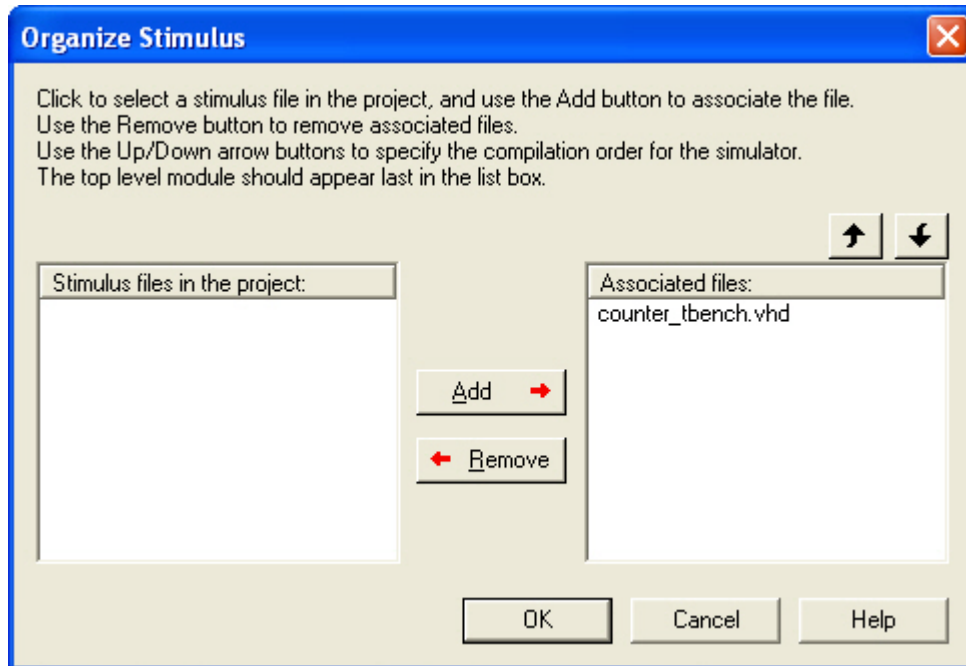 Organize Stimulus
Click to select a stimulus file in the project, and use the Add button to associate the file.
Use the Remove button to remove associated files.
Use the Up/Down arrow buttons to specify the compilation order for the simulator.
The top level module should appear last in the list box.
Stimulus files in the project:
Associated files:
counter_tbench.vhd
Add
Remove
OK
Cancel
Help